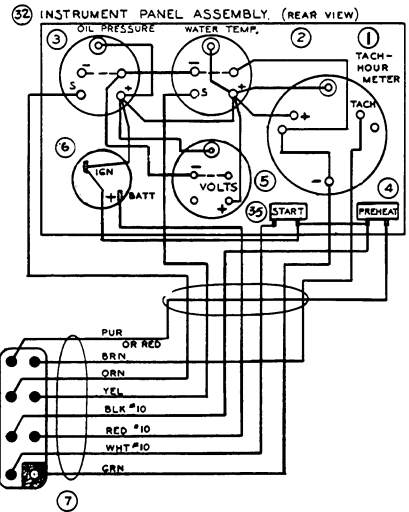 32 INSTRUMENT PANEL ASSEMBLY. (REAR VIEW)
3 OIL PRESSURE WATER TEMP. 2 1
TACH-
HOUR
METER
- - 
S + S + + TACH
6 IGN - - 4
+ BATT VOLTS 5
+ 35 START PREHEAT
PUR
OR RED
BRN
ORN
YEL
BLK #10
RED #10
WHT #10
GRN
7